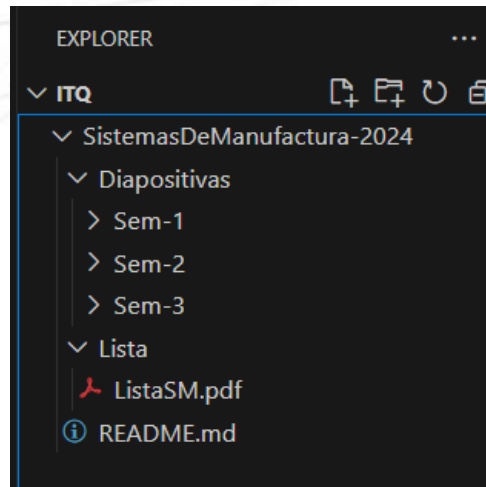 EXPLORER
ITQ
SistemasDeManufactura-2024
Diapositivas
Sem-1
Sem-2
Sem-3
Lista
ListaSM.pdf
README.md